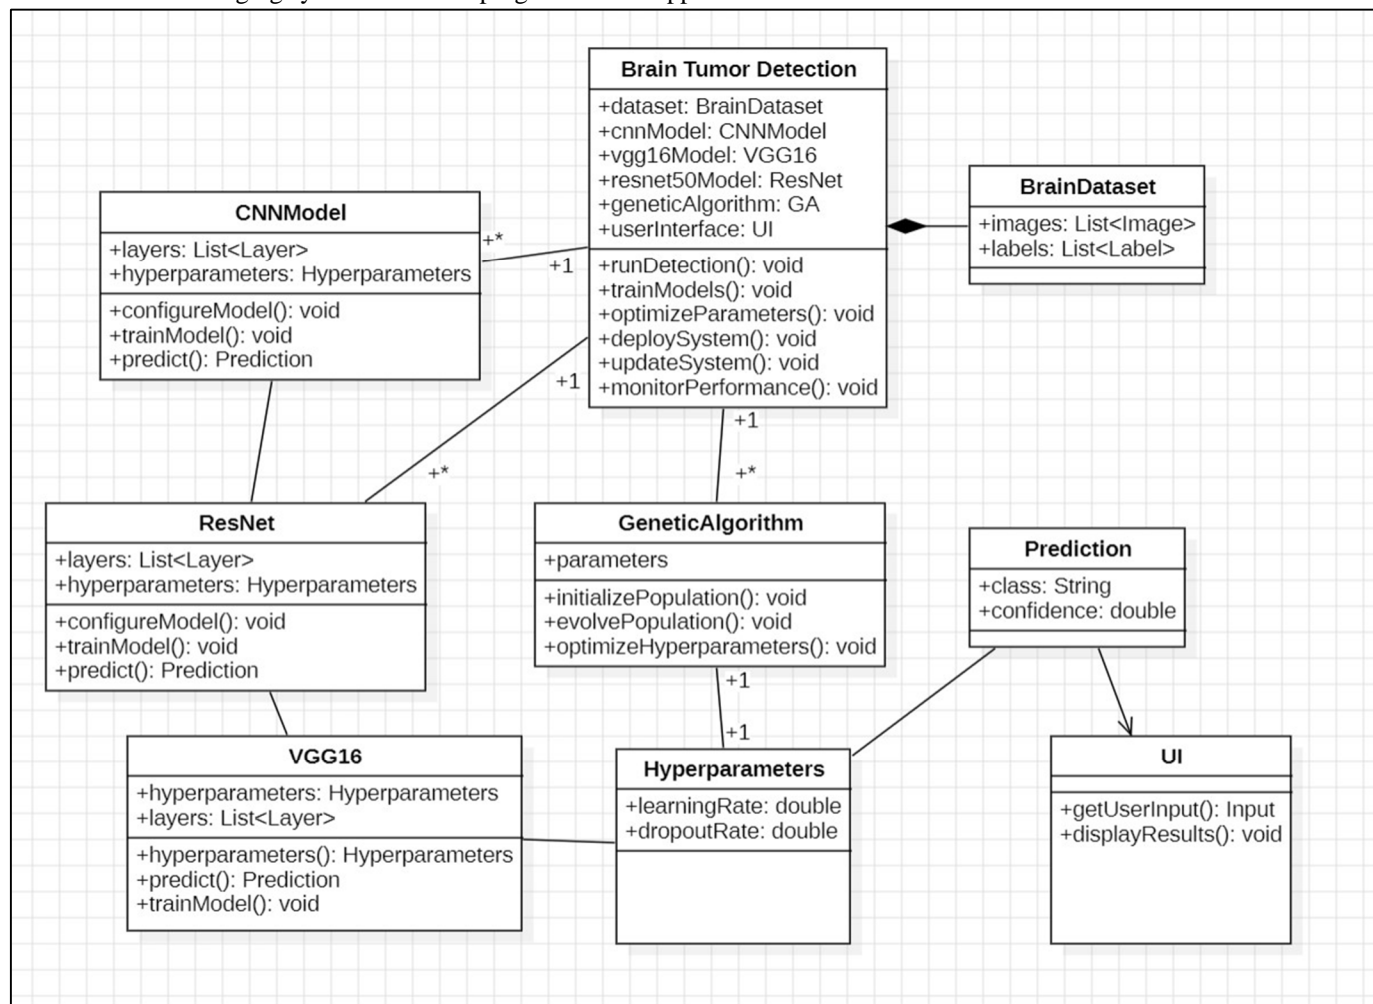 Brain Tumor Detection
+dataset: BrainDataset
+cnnModel: CNNModel
+vgg16Model: VGG16
+resnet50Model: ResNet
+geneticAlgorithm: GA
+userInterface: UI
+runDetection(): void
+trainModels(): void
+optimizeParameters(): void
+deploySystem(): void
+updateSystem(): void
+monitorPerformance(): void
BrainDataset
+images: List<Image>
+labels: List<Label>
CNNModel
+layers: List<Layer>
+hyperparameters: Hyperparameters
+configureModel(): void
+trainModel(): void
+predict(): Prediction
+*
+1
+1
+*
+1
+*
ResNet
+layers: List<Layer>
+hyperparameters: Hyperparameters
+configureModel(): void
+trainModel(): void
+predict(): Prediction
GeneticAlgorithm
+parameters
+initializePopulation(): void
+evolvePopulation(): void
+optimizeHyperparameters(): void
Prediction
+class: String
+confidence: double
+1
+1
VGG16
+hyperparameters: Hyperparameters
+layers: List<Layer>
+hyperparameters(): Hyperparameters
+predict(): Prediction
+trainModel(): void
Hyperparameters
+learningRate: double
+dropoutRate: double
UI
+getUserInput(): Input
+displayResults(): void